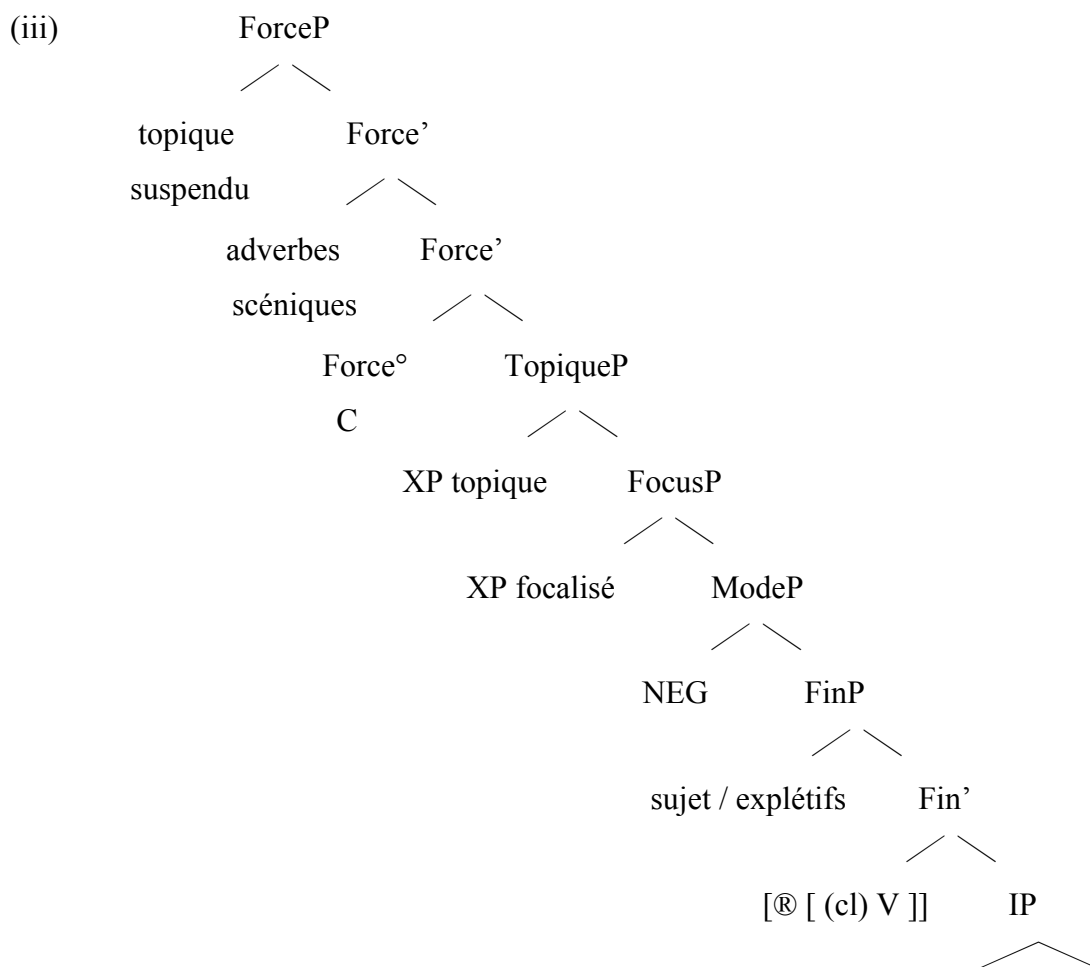 (iii) ForceP
topique Force’
suspendu
adverbes Force’
scéniques
Force° TopiqueP
C
XP topique FocusP
XP focalisé ModeP
NEG FinP
sujet / explétifs Fin’
[® [ (cl) V ]] IP